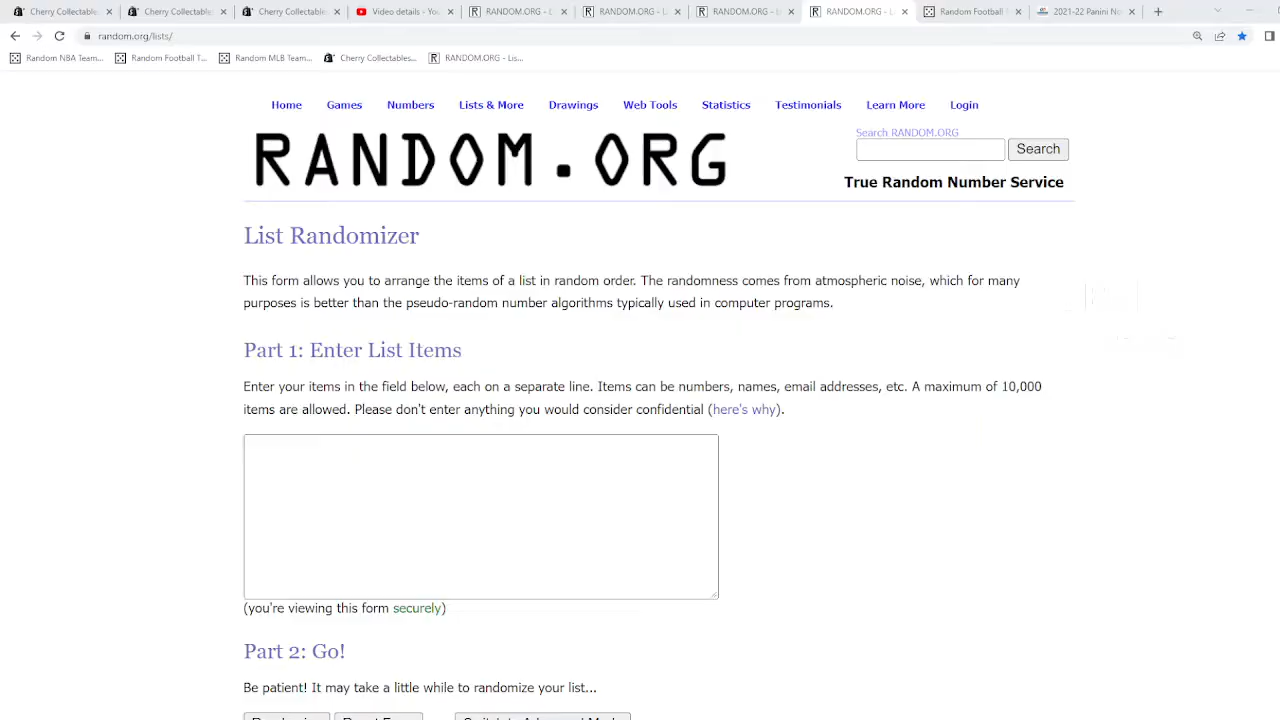 Cherry Collectable
Cherry Collectable
Cherry Collectable
Video details - You
RANDOM.ORG - L
RANDOM.ORG - Li
RANDOM.ORG - Li
RANDOM.ORG - L
Random Football
2021-22 Panini No
random.org/lists/
Random NBA Team...
Random Football T...
Random MLB Team...
Cherry Collectables...
RANDOM.ORG - Lis...
Home Games Numbers Lists & More Drawings Web Tools Statistics Testimonials Learn More Login
RANDOM.ORG
Search RANDOM.ORG
Search
True Random Number Service
List Randomizer
This form allows you to arrange the items of a list in random order. The randomness comes from atmospheric noise, which for many
purposes is better than the pseudo-random number algorithms typically used in computer programs.
Part 1: Enter List Items
Enter your items in the field below, each on a separate line. Items can be numbers, names, email addresses, etc. A maximum of 10,000
items are allowed. Please don't enter anything you would consider confidential (here's why).
(you're viewing this form securely)
Part 2: Go!
Be patient! It may take a little while to randomize your list...